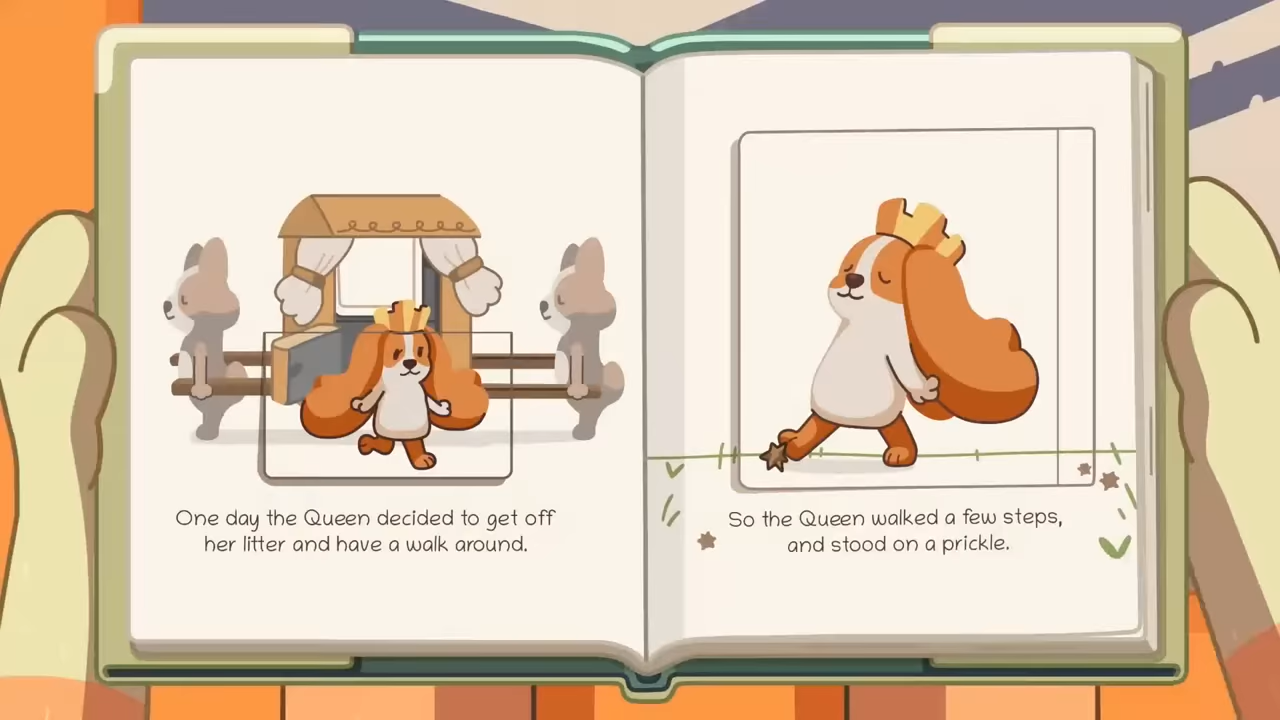 One day the Queen decided to get off
her litter and have a walk around.
So the Queen walked a few steps,
and stood on a prickle.